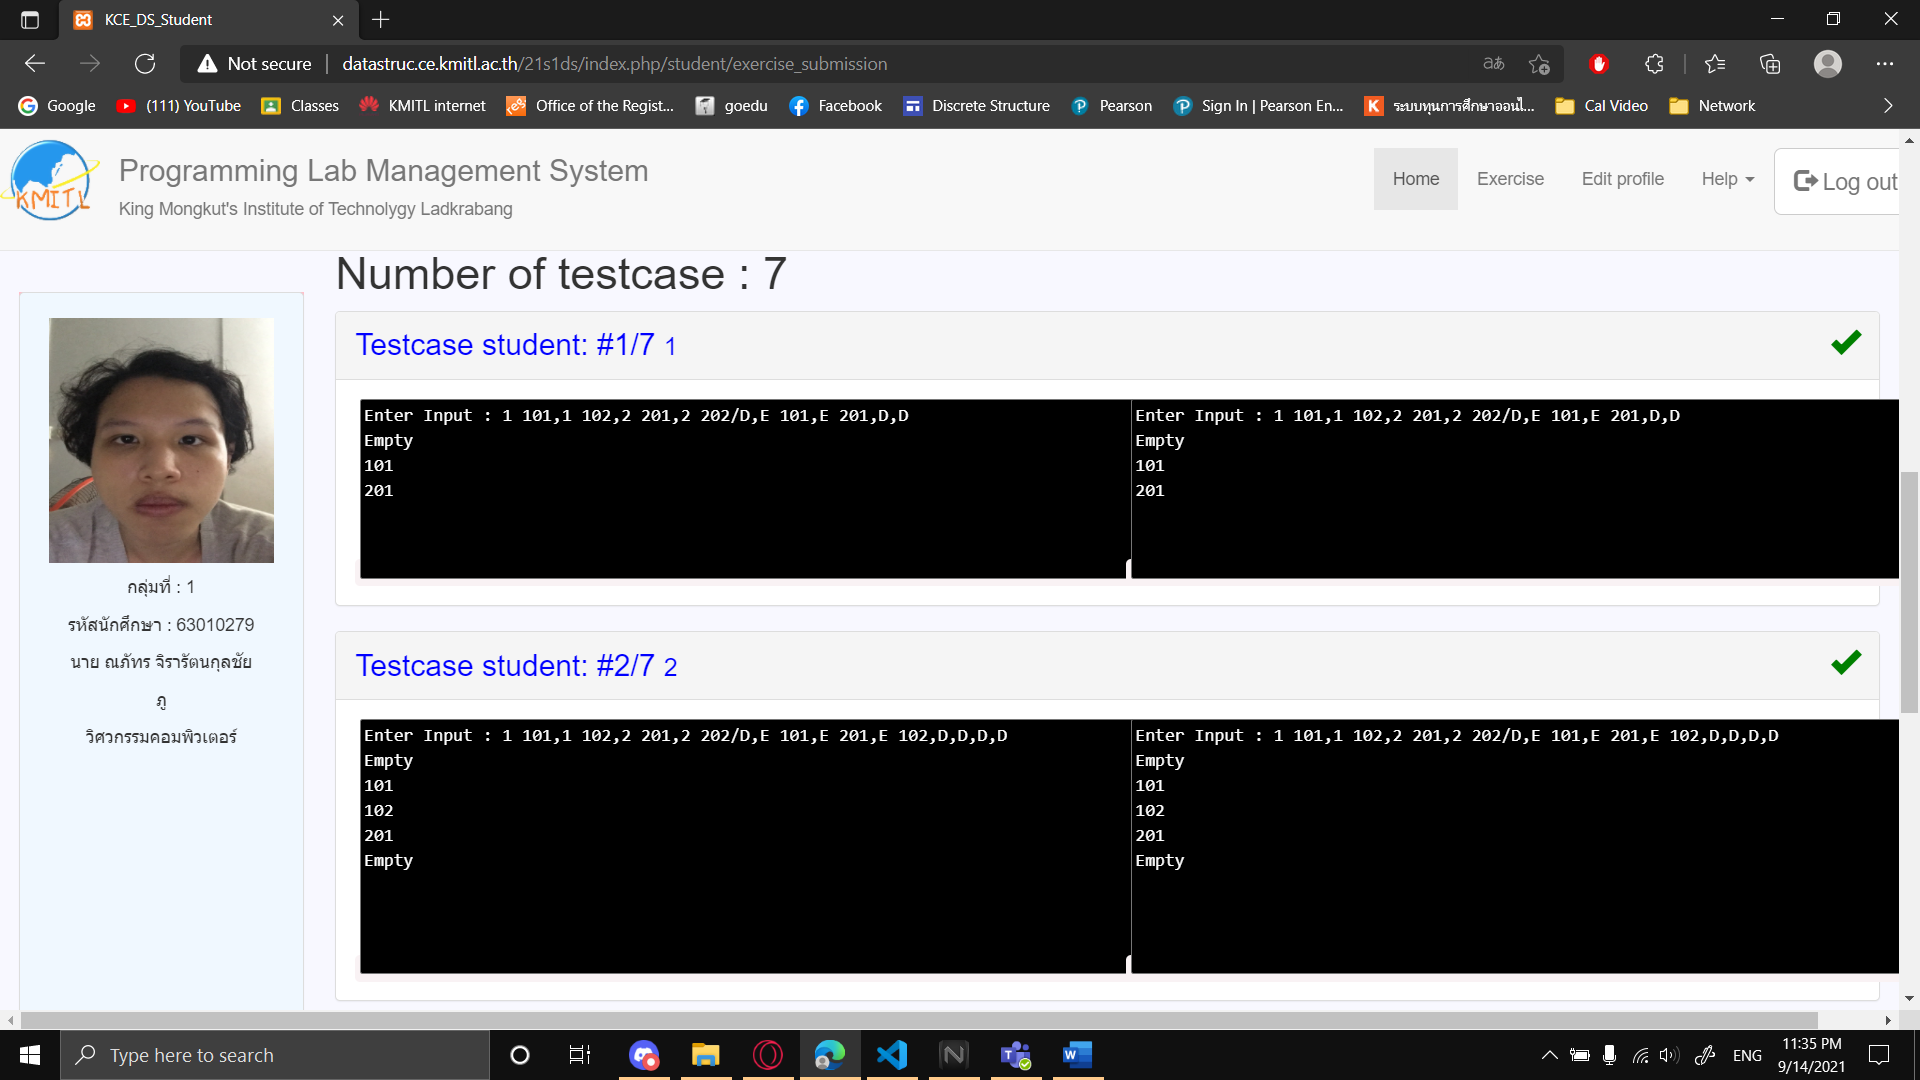 KCE_DS_Student
Not secure
datastruc.ce.kmitl.ac.th/21s1ds/index.php/student/exercise_submission
Google
(111) YouTube
Classes
KMITL internet
Office of the Regist...
goedu
Facebook
Discrete Structure
Pearson
Sign In | Pearson En...
ระบบทุนการศึกษาออนไ...
Cal Video
Network
KMITL
Programming Lab Management System
King Mongkut's Institute of Technolygy Ladkrabang
Home
Exercise
Edit profile
Help
Log out
กลุ่มที่ : 1
รหัสนักศึกษา : 63010279
นาย ณภัทร จิรารัตนกุลชัย
ภู
วิศวกรรมคอมพิวเตอร์
Number of testcase : 7
Testcase student: #1/7 1
Enter Input : 1 101,1 102,2 201,2 202/D,E 101,E 201,D,D
Empty
101
201
Enter Input : 1 101,1 102,2 201,2 202/D,E 101,E 201,D,D
Empty
101
201
Testcase student: #2/7 2
Enter Input : 1 101,1 102,2 201,2 202/D,E 101,E 201,E 102,D,D,D,D
Empty
101
102
201
Empty
Enter Input : 1 101,1 102,2 201,2 202/D,E 101,E 201,E 102,D,D,D,D
Empty
101
102
201
Empty
Type here to search
ENG
11:35 PM
9/14/2021